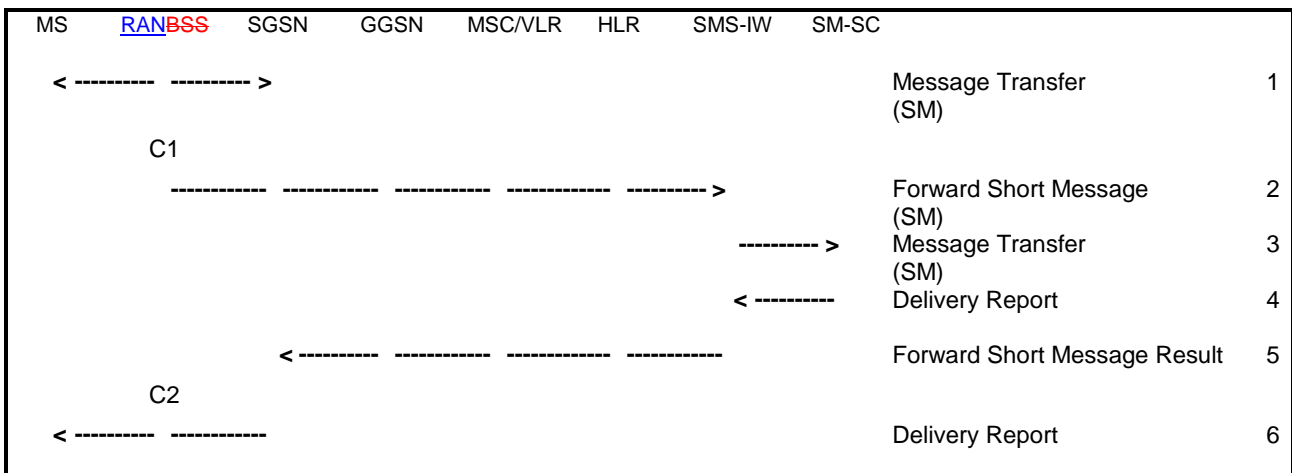 MS RANBSS SGSN GGSN MSC/VLR HLR SMS-IW SM-SC
< ---------- ---------- > Message Transfer 1
(SM)
C1
------------ ------------ ------------ ------------- ---------- > Forward Short Message 2
(SM)
---------- > Message Transfer 3
(SM)
< ---------- Delivery Report 4
< ---------- ------------ ------------- ------------ Forward Short Message Result 5
C2
< ---------- ------------ Delivery Report 6